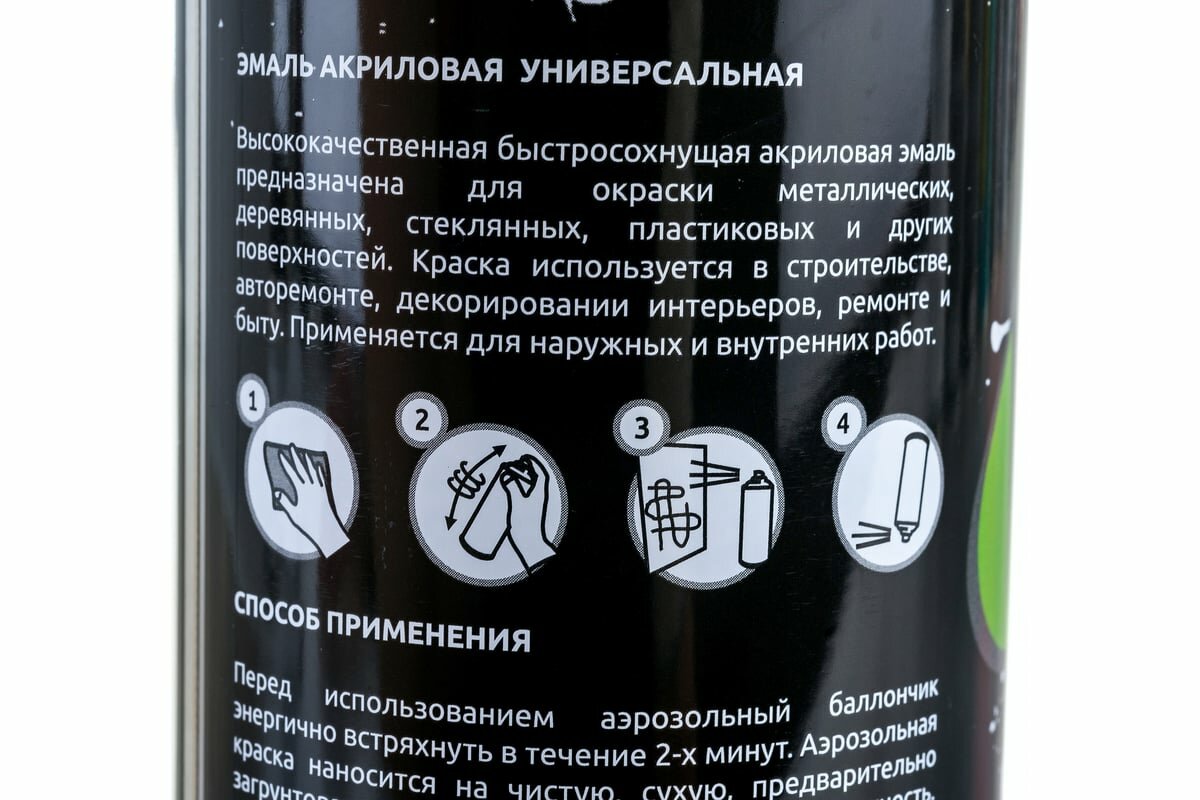 ЭМАЛЬ АКРИЛОВАЯ УНИВЕРСАЛЬНАЯ
Высококачественная быстросохнущая акриловая эмаль
предназначена для окраски металлических,
деревянных, стеклянных, пластиковых и других
поверхностей. Краска используется в строительстве,
авторемонте, декорировании интерьеров, ремонте и
быту. Применяется для наружных и внутренних работ.
1 2 3 4
СПОСОБ ПРИМЕНЕНИЯ
Перед использованием аэрозольный баллончик
энергично встряхнуть в течение 2-х минут. Аэрозольная
краска наносится на чистую, сухую, предварительно